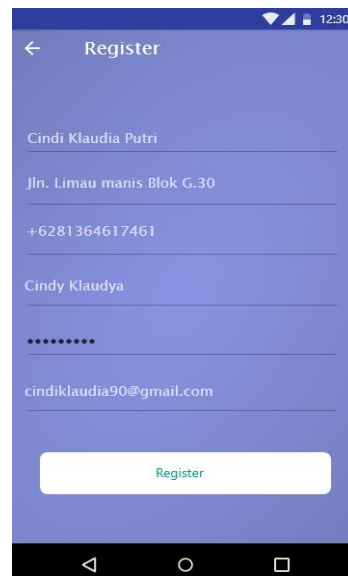 12:30
Register
Cindi Klaudia Putri
Jln. Limau manis Blok G.30
+6281364617461
Cindy Klaudya
•••••••••
cindiklaudia90@gmail.com
Register